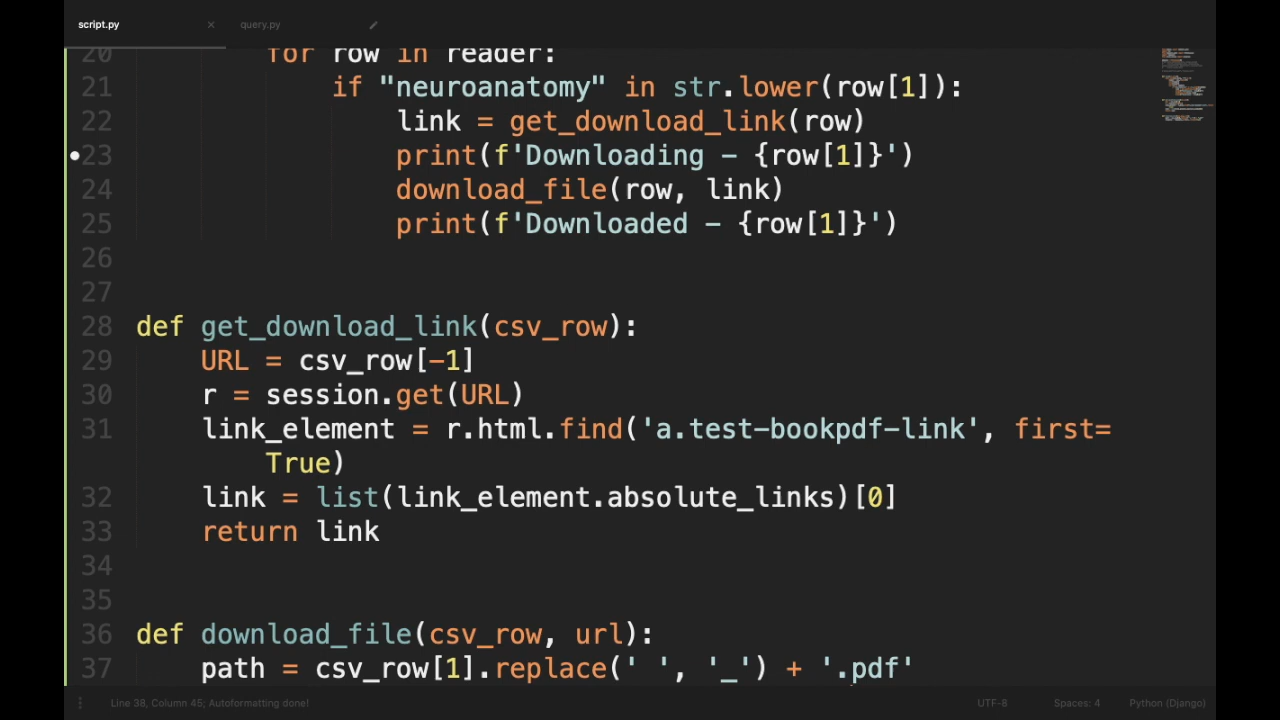 script.py × query.py
20 for row in reader:
21 if "neuroanatomy" in str.lower(row[1]):
22 link = get_download_link(row)
23 print(f'Downloading - {row[1]}')
24 download_file(row, link)
25 print(f'Downloaded - {row[1]}')
26
27
28 def get_download_link(csv_row):
29 URL = csv_row[-1]
30 r = session.get(URL)
31 link_element = r.html.find('a.test-bookpdf-link', first=
True)
32 link = list(link_element.absolute_links)[0]
33 return link
34
35
36 def download_file(csv_row, url):
37 path = csv_row[1].replace(' ', '_') + '.pdf'
Line 38, Column 45; Autoformatting done! UTF-8 Spaces: 4 Python (Django)